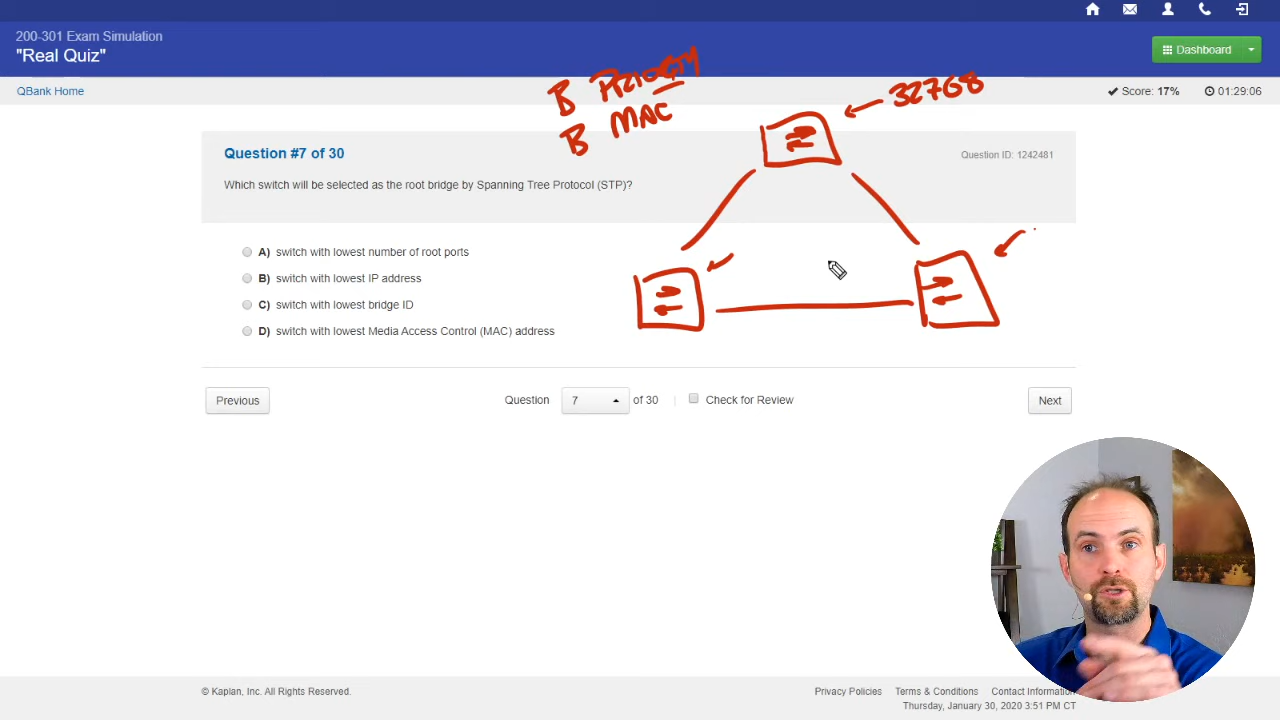 200-301 Exam Simulation
"Real Quiz"
Dashboard
QBank Home
Score: 17%
01:29:06
B PRIORITY
B MAC
32768
Question #7 of 30
Question ID: 1242481
Which switch will be selected as the root bridge by Spanning Tree Protocol (STP)?
A) switch with lowest number of root ports
B) switch with lowest IP address
C) switch with lowest bridge ID
D) switch with lowest Media Access Control (MAC) address
Previous
Question 7 of 30
Check for Review
Next
© Kaplan, Inc. All Rights Reserved.
Privacy Policies Terms & Conditions Contact Information
Thursday, January 30, 2020 3:51 PM CT